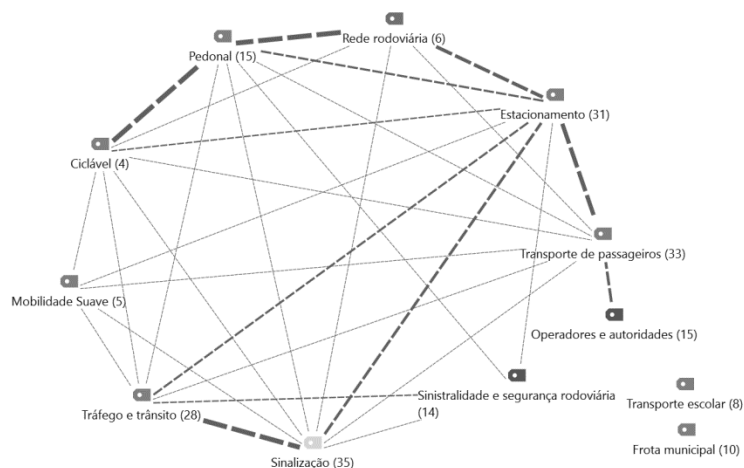 Rede rodoviária (6)
Pedonal (15)
Estacionamento (31)
Ciclável (4)
Transporte de passageiros (33)
Mobilidade Suave (5)
Operadores e autoridades (15)
Sinistralidade e segurança rodoviária
(14)
Transporte escolar (8)
Tráfego e trânsito (28)
Frota municipal (10)
Sinalização (35)